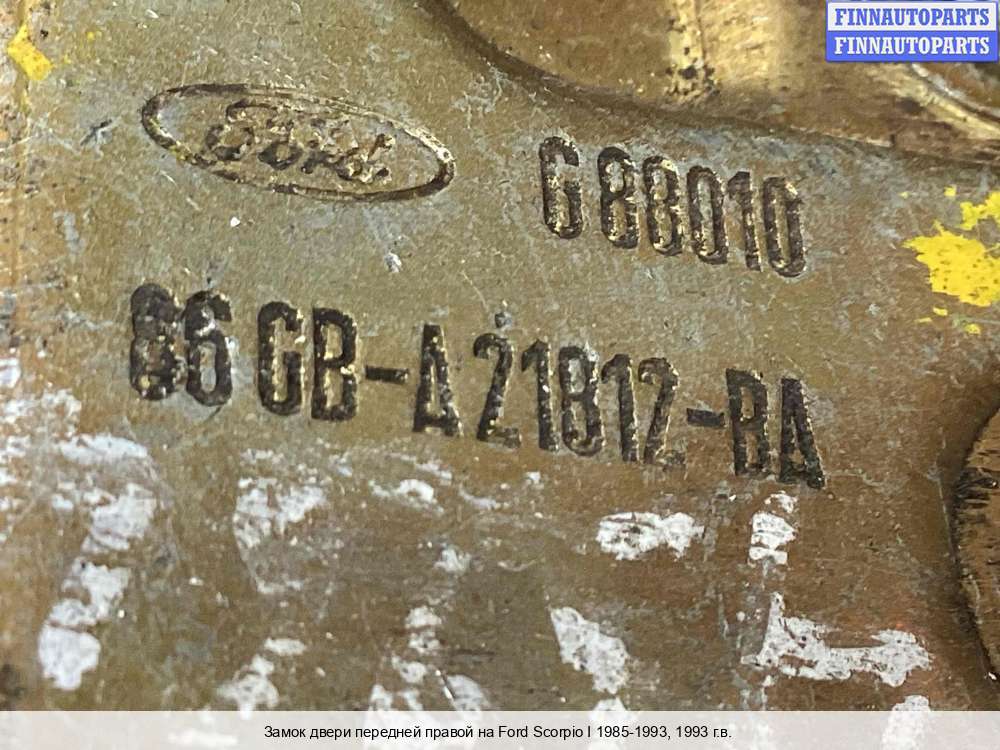 FINNAUTOPARTS
FINNAUTOPARTS
Ford
G88010
86GB-A21812-BA
Замок двери передней правой на Ford Scorpio I 1985-1993, 1993 г.в.